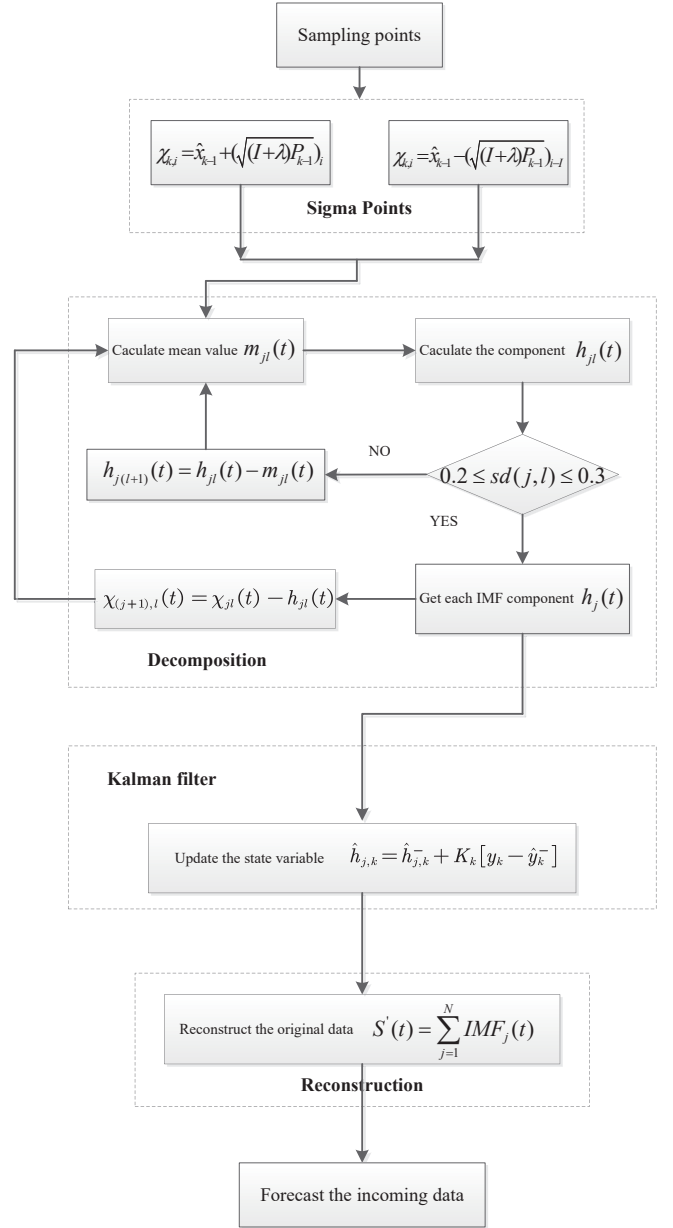 Sampling points
χ_{k,i} = x̂_{k-1} + (√((I+λ)P_{k-1}))_i
χ_{k,i} = x̂_{k-1} − (√((I+λ)P_{k-1}))_{i-I}
Sigma Points
Caculate mean value m_{jl}(t)
Caculate the component h_{jl}(t)
h_{j(l+1)}(t) = h_{jl}(t) − m_{jl}(t)
NO
0.2 ≤ sd(j,l) ≤ 0.3
YES
χ_{(j+1),l}(t) = χ_{jl}(t) − h_{jl}(t)
Get each IMF component h_j(t)
Decomposition
Kalman filter
Update the state variable ĥ_{j,k} = ĥ^-_{j,k} + K_k[y_k − ŷ^-_k]
Reconstruct the original data S'(t) = ∑_{j=1}^{N} IMF_j(t)
Reconstruction
Forecast the incoming data